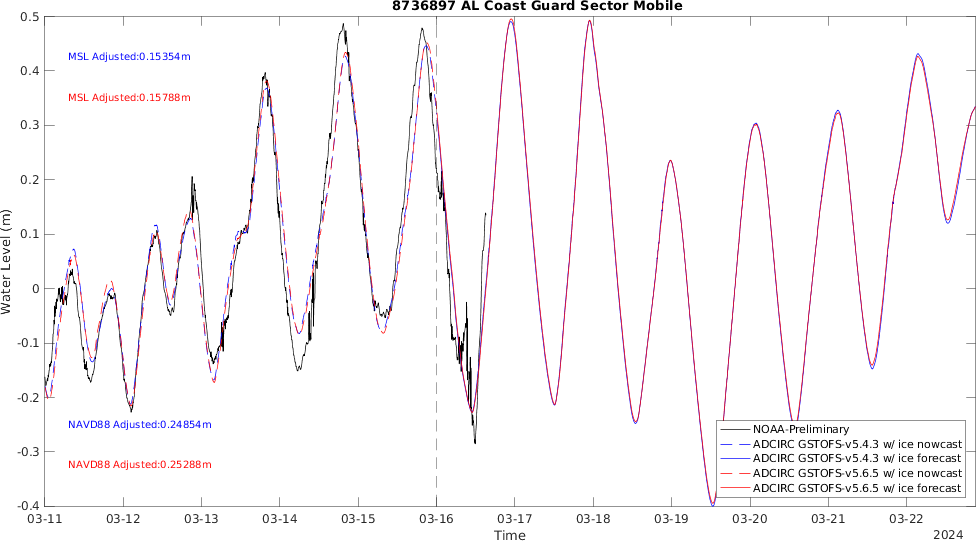 8736897 AL Coast Guard Sector Mobile
0.5
0.4
0.3
0.2
0.1
0
-0.1
-0.2
-0.3
-0.4
Water Level (m)
MSL Adjusted:0.15354m
MSL Adjusted:0.15788m
NAVD88 Adjusted:0.24854m
NAVD88 Adjusted:0.25288m
NOAA-Preliminary
ADCIRC GSTOFS-v5.4.3 w/ ice nowcast
ADCIRC GSTOFS-v5.4.3 w/ ice forecast
ADCIRC GSTOFS-v5.6.5 w/ ice nowcast
ADCIRC GSTOFS-v5.6.5 w/ ice forecast
03-11 03-12 03-13 03-14 03-15 03-16 03-17 03-18 03-19 03-20 03-21 03-22
Time
2024